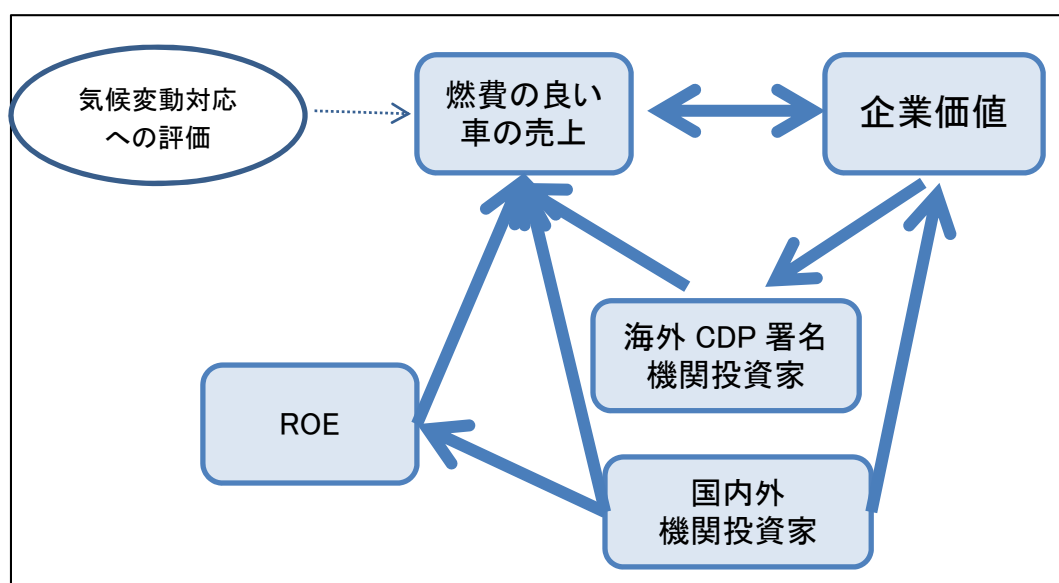 気候変動対応
への評価
燃費の良い
車の売上
企業価値
海外 CDP 署名
機関投資家
ROE
国内外
機関投資家